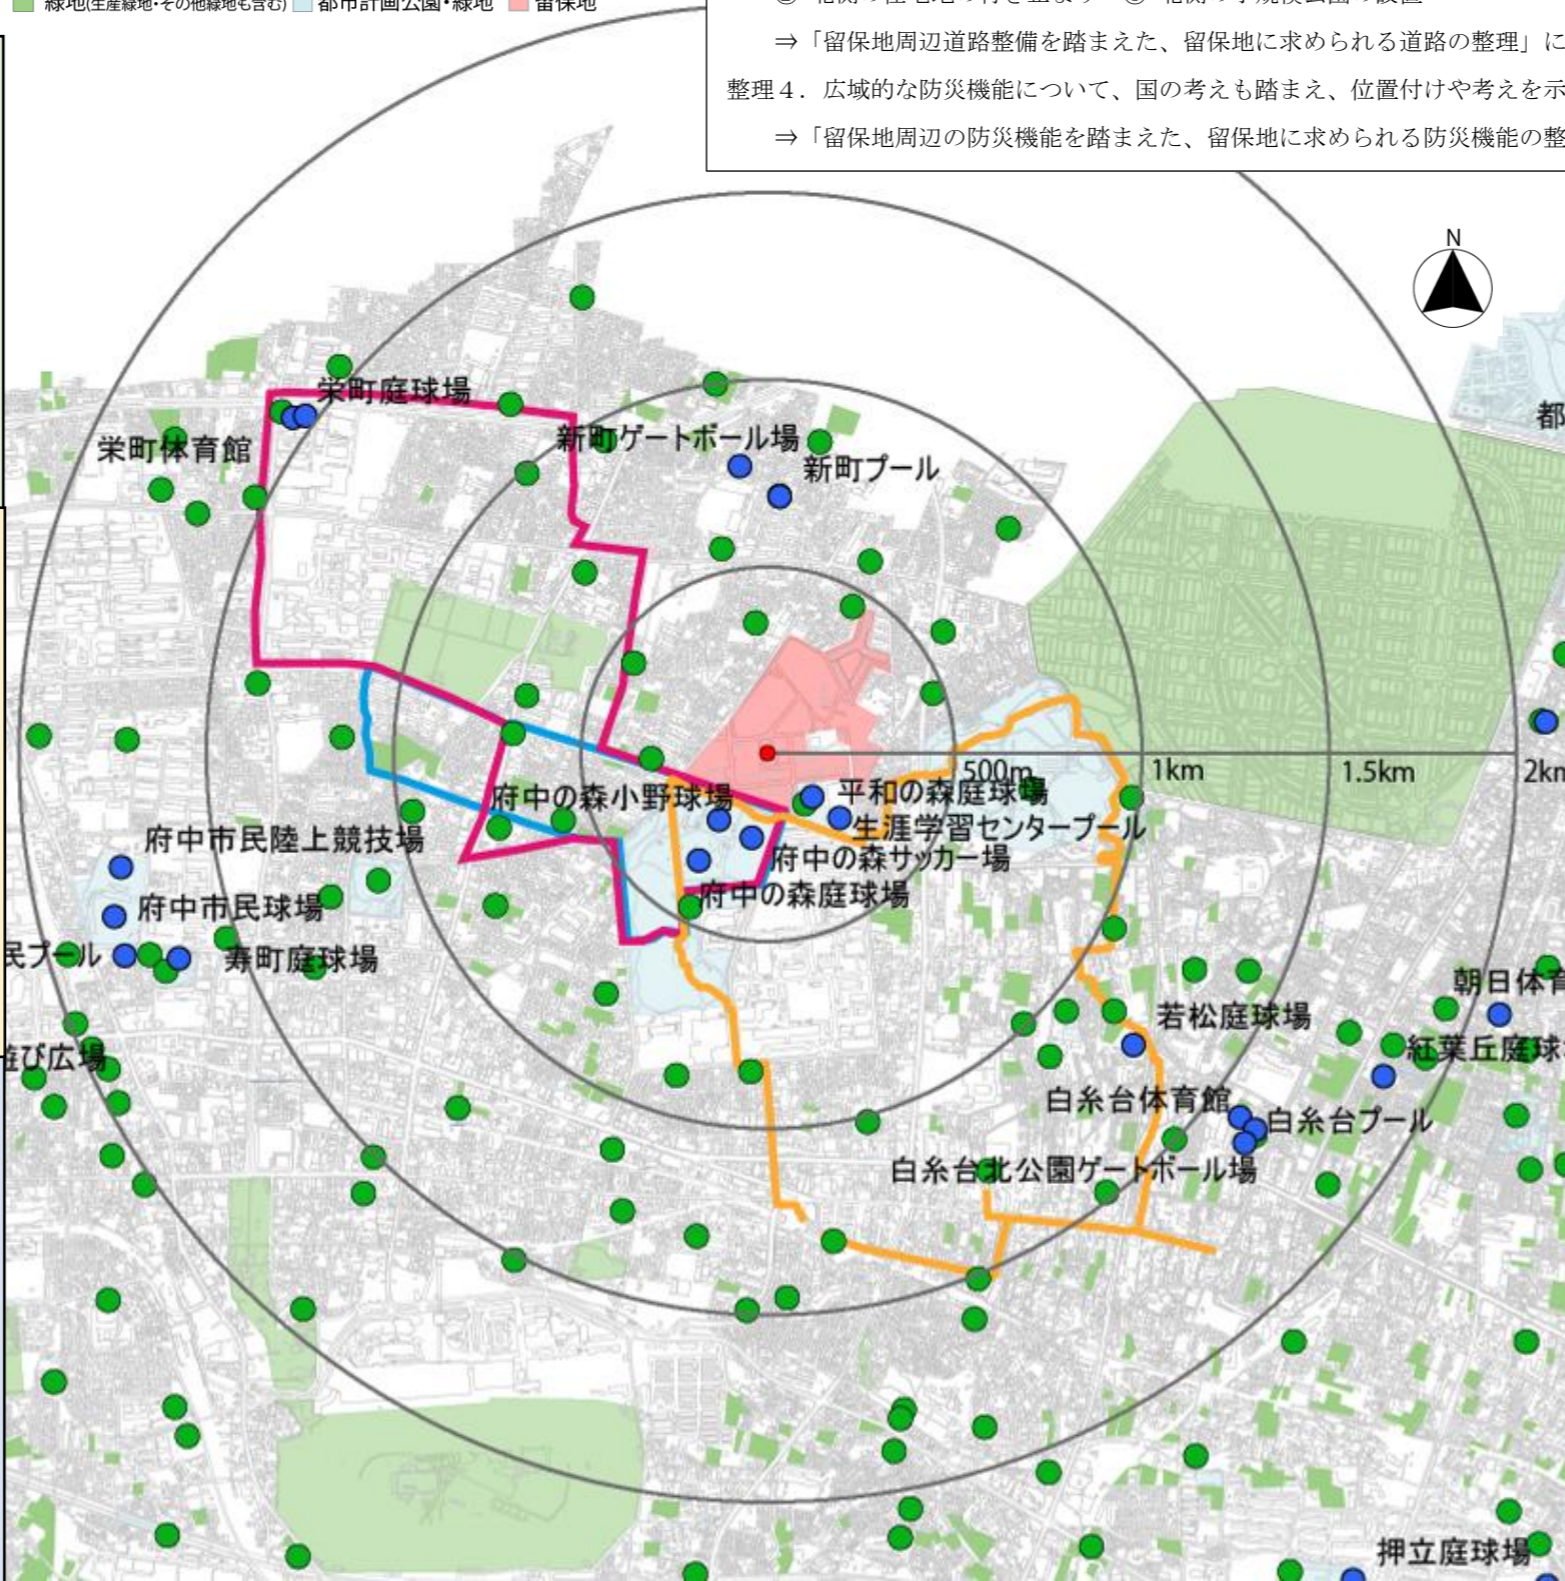 緑地(生産緑地・その他緑地も含む) 都市計画公園・緑地 留保地
⇒「留保地周辺道路整備を踏まえた、留保地に求められる道路の整理」に
整理４．広域的な防災機能について、国の考えも踏まえ、位置付けや考えを示
⇒「留保地周辺の防災機能を踏まえた、留保地に求められる防災機能の整
N
栄町庭球場
都
新町ゲートボール場
栄町体育館
新町プール
500m
1km
1.5km
2km
府中の森小野球場
平和の森庭球場
生涯学習センタープール
府中市民陸上競技場
府中の森サッカー場
府中の森庭球場
府中市民球場
民プール
寿町庭球場
朝日体育
若松庭球場
遊び広場
紅葉丘庭球
白糸台体育館
白糸台プール
白糸台北公園ゲートボール場
押立庭球場